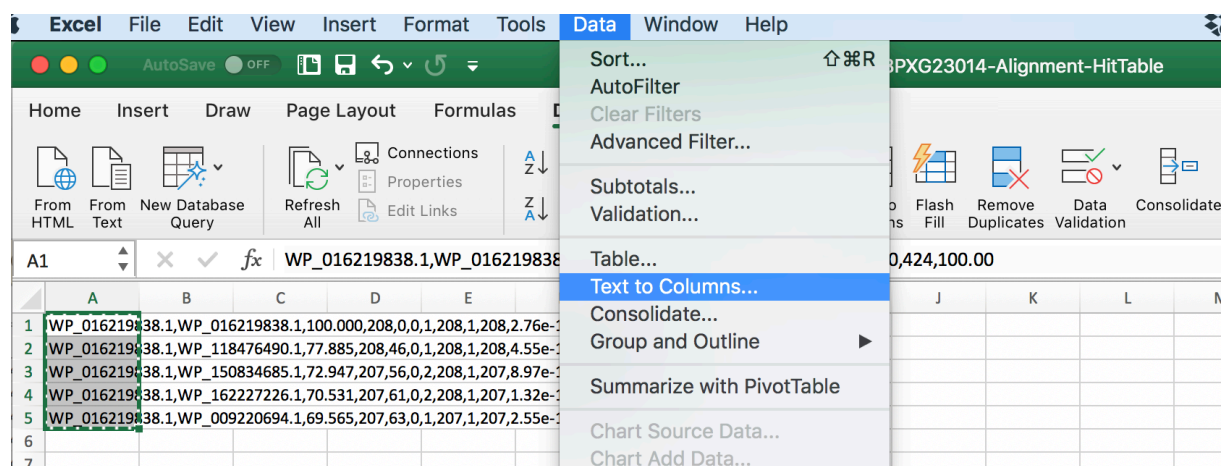 Excel File Edit View Insert Format Tools Data Window Help
AutoSave OFF
PXG23014-Alignment-HitTable
Home Insert Draw Page Layout Formulas
Sort... ⇧⌘R
AutoFilter
Clear Filters
Advanced Filter...
Subtotals...
Validation...
Table...
Text to Columns...
Consolidate...
Group and Outline ▶
Summarize with PivotTable
Chart Source Data...
Chart Add Data...
From HTML
From Text
New Database Query
Refresh All
Connections
Properties
Edit Links
A Z
Z A
Flash Fill
Remove Duplicates
Data Validation
Consolidate
A1 fx WP_016219838.1,WP_016219838 0,424,100.00
A B C D E J K L
1 WP_016219838.1,WP_016219838.1,100.000,208,0,0,1,208,1,208,2.76e-1
2 WP_016219838.1,WP_118476490.1,77.885,208,46,0,1,208,1,208,4.55e-1
3 WP_016219838.1,WP_150834685.1,72.947,207,56,0,2,208,1,207,8.97e-1
4 WP_016219838.1,WP_162227226.1,70.531,207,61,0,2,208,1,207,1.32e-1
5 WP_016219838.1,WP_009220694.1,69.565,207,63,0,1,207,1,207,2.55e-1
6
7